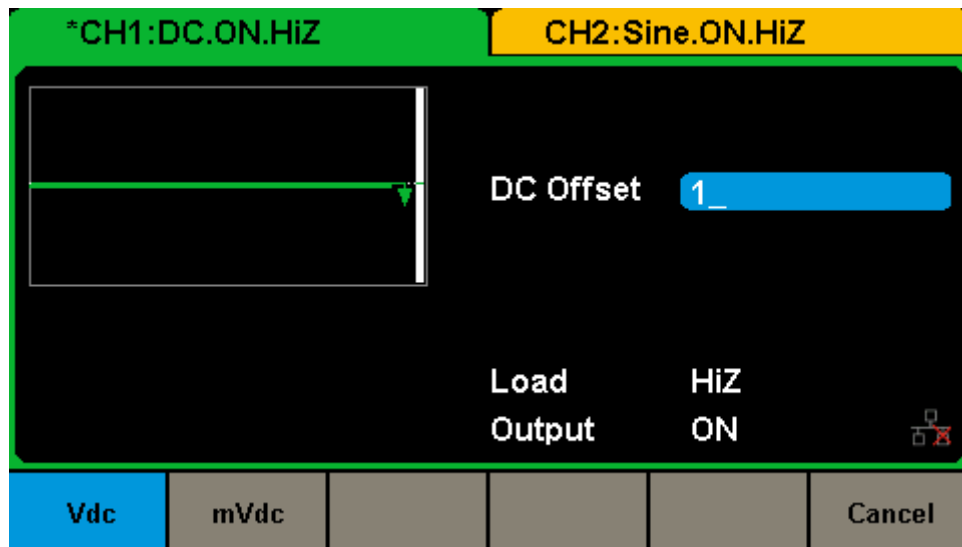 *CH1:DC.ON.HiZ
CH2:Sine.ON.HiZ
DC Offset 1_
Load HiZ
Output ON
Vdc mVdc Cancel